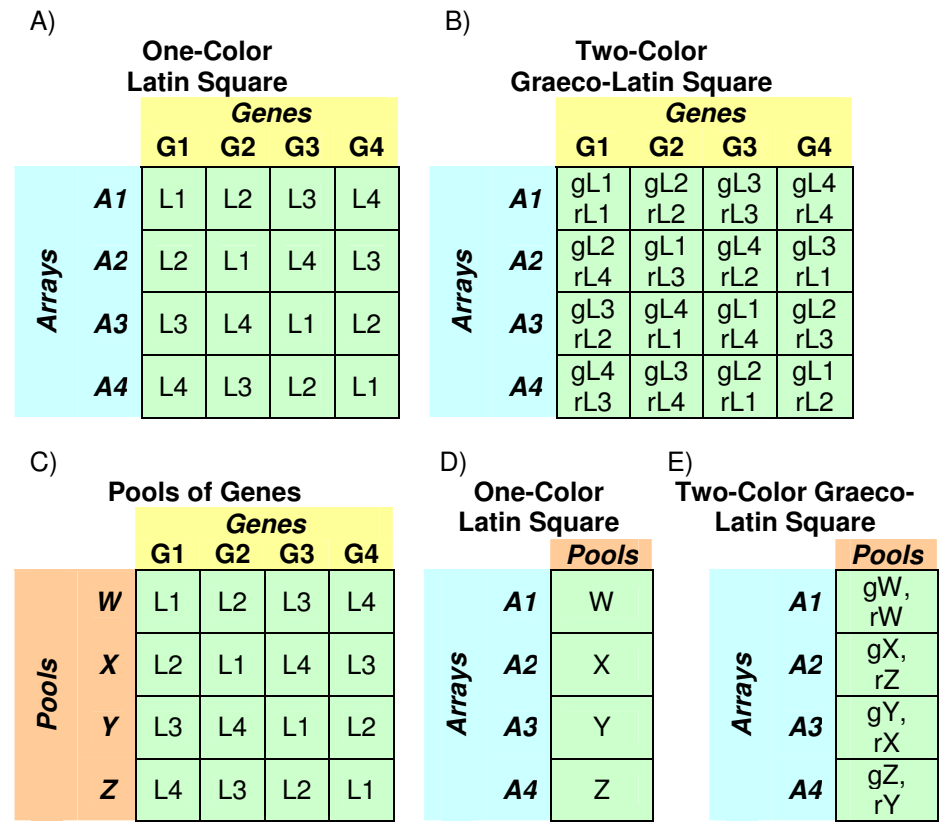 A)
One-Color
Latin Square
Genes
G1 G2 G3 G4
Arrays
A1 L1 L2 L3 L4
A2 L2 L1 L4 L3
A3 L3 L4 L1 L2
A4 L4 L3 L2 L1
B)
Two-Color
Graeco-Latin Square
Genes
G1 G2 G3 G4
Arrays
A1 gL1 gL2 gL3 gL4
rL1 rL2 rL3 rL4
A2 gL2 gL1 gL4 gL3
rL4 rL3 rL2 rL1
A3 gL3 gL4 gL1 gL2
rL2 rL1 rL4 rL3
A4 gL4 gL3 gL2 gL1
rL3 rL4 rL1 rL2
C)
Pools of Genes
Genes
G1 G2 G3 G4
Pools
W L1 L2 L3 L4
X L2 L1 L4 L3
Y L3 L4 L1 L2
Z L4 L3 L2 L1
D)
One-Color
Latin Square
Pools
Arrays
A1 W
A2 X
A3 Y
A4 Z
E)
Two-Color Graeco-
Latin Square
Pools
Arrays
A1 gW,
rW
A2 gX,
rZ
A3 gY,
rX
A4 gZ,
rY